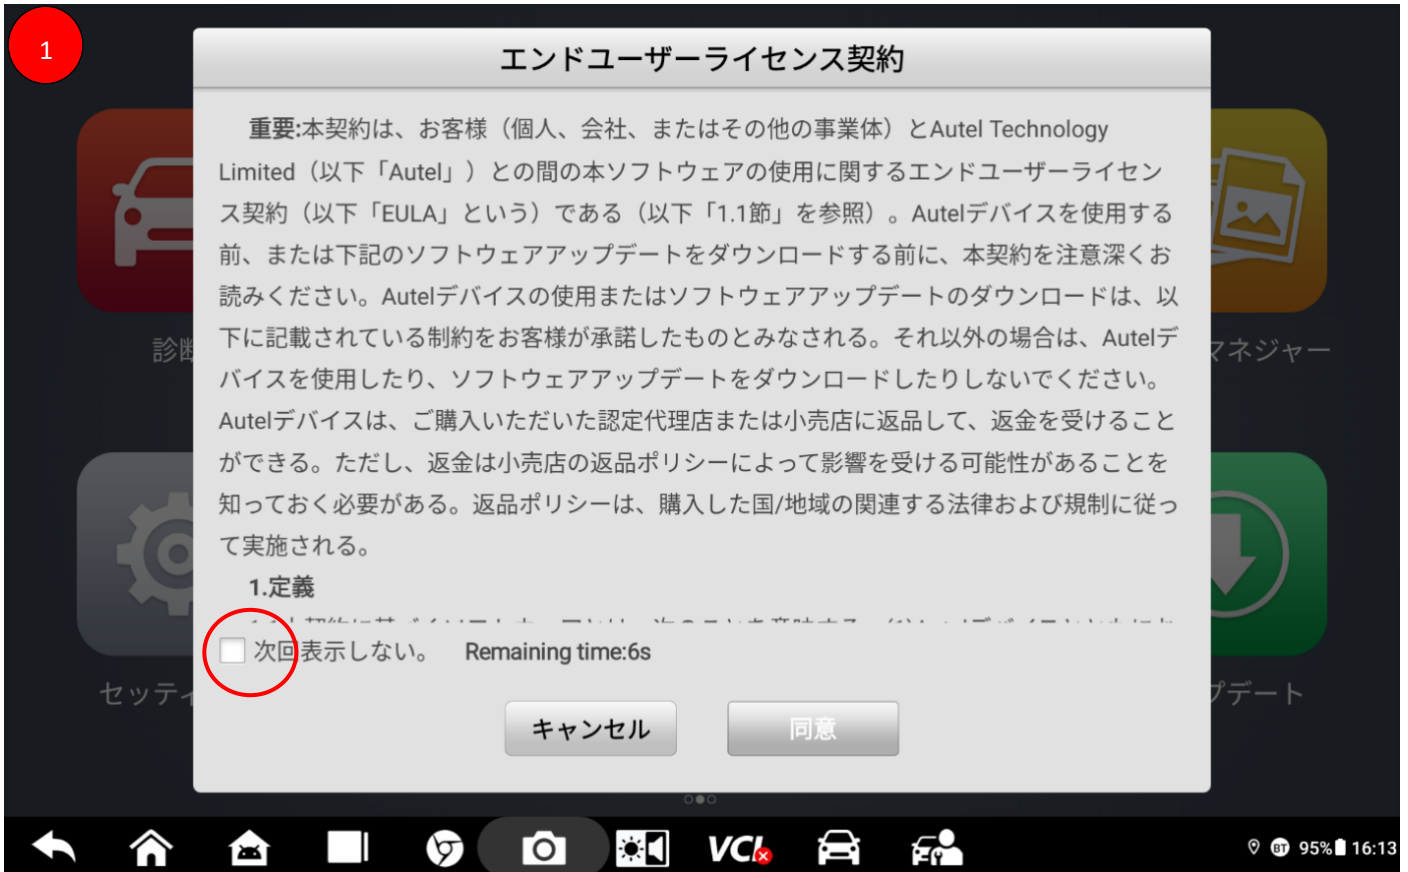 1
エンドユーザーライセンス契約
重要:本契約は、お客様（個人、会社、またはその他の事業体）とAutel Technology
Limited（以下「Autel」）との間の本ソフトウェアの使用に関するエンドユーザーライセン
ス契約（以下「EULA」という）である（以下「1.1節」を参照）。Autelデバイスを使用する
前、または下記のソフトウェアアップデートをダウンロードする前に、本契約を注意深くお
読みください。Autelデバイスの使用またはソフトウェアアップデートのダウンロードは、以
下に記載されている制約をお客様が承諾したものとみなされる。それ以外の場合は、Autelデ
バイスを使用したり、ソフトウェアアップデートをダウンロードしたりしないでください。
Autelデバイスは、ご購入いただいた認定代理店または小売店に返品して、返金を受けること
ができる。ただし、返金は小売店の返品ポリシーによって影響を受ける可能性があることを
知っておく必要がある。返品ポリシーは、購入した国/地域の関連する法律および規制に従っ
て実施される。
1.定義
次回表示しない。 Remaining time:6s
キャンセル 同意
診断
マネジャー
セッティ
プデート
VCI
BT 95% 16:13